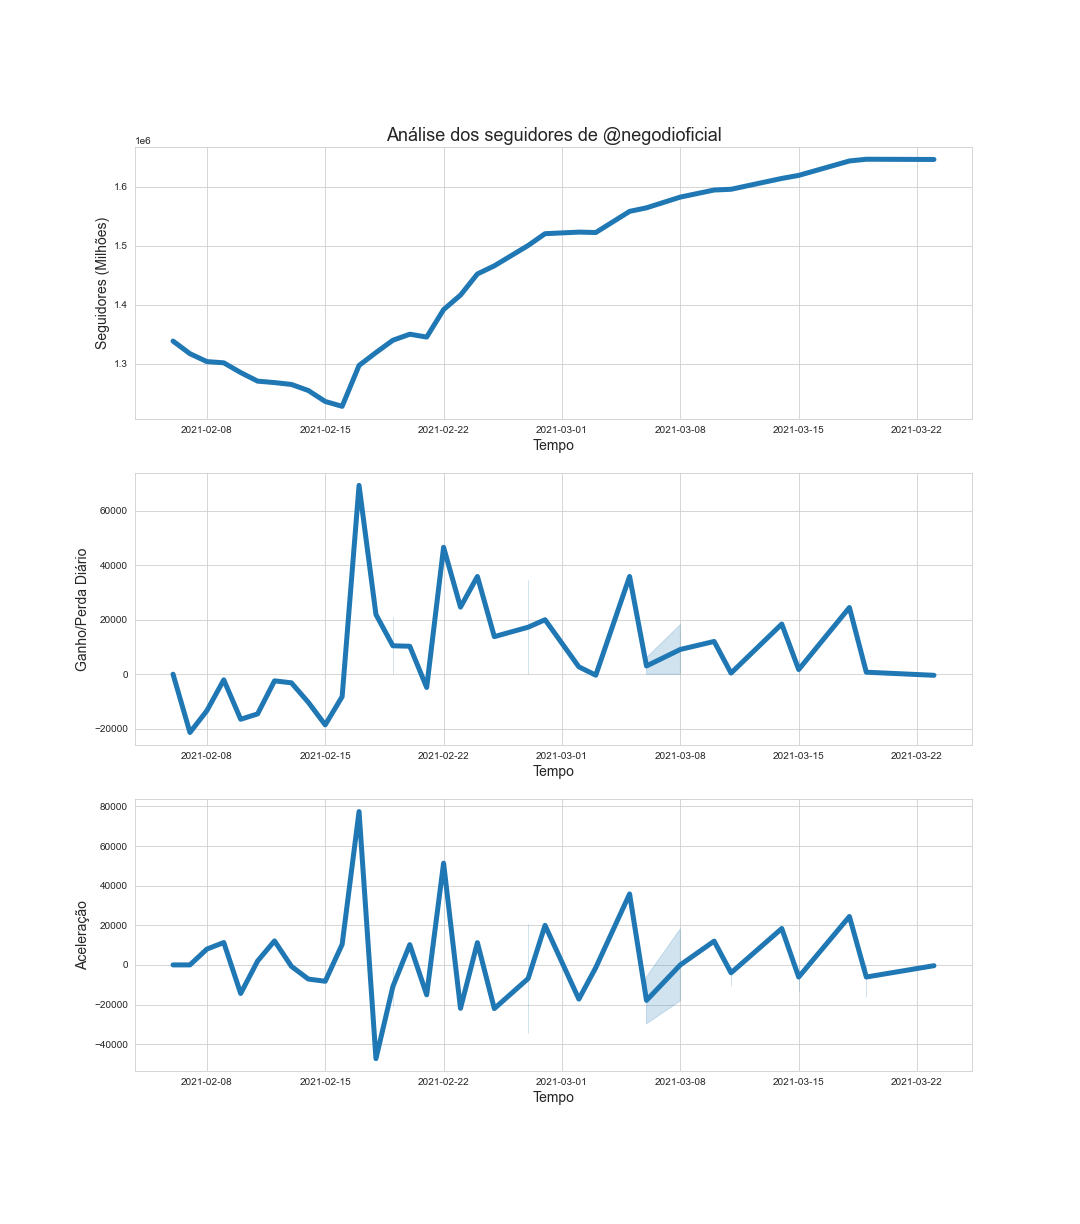 Análise dos seguidores de @negodioficial
1e6
1.6
1.5
1.4
1.3
Seguidores (Milhões)
2021-02-08 2021-02-15 2021-02-22 2021-03-01 2021-03-08 2021-03-15 2021-03-22
Tempo
60000
40000
20000
0
−20000
Ganho/Perda Diário
2021-02-08 2021-02-15 2021-02-22 2021-03-01 2021-03-08 2021-03-15 2021-03-22
Tempo
80000
60000
40000
20000
0
−20000
−40000
Aceleração
2021-02-08 2021-02-15 2021-02-22 2021-03-01 2021-03-08 2021-03-15 2021-03-22
Tempo